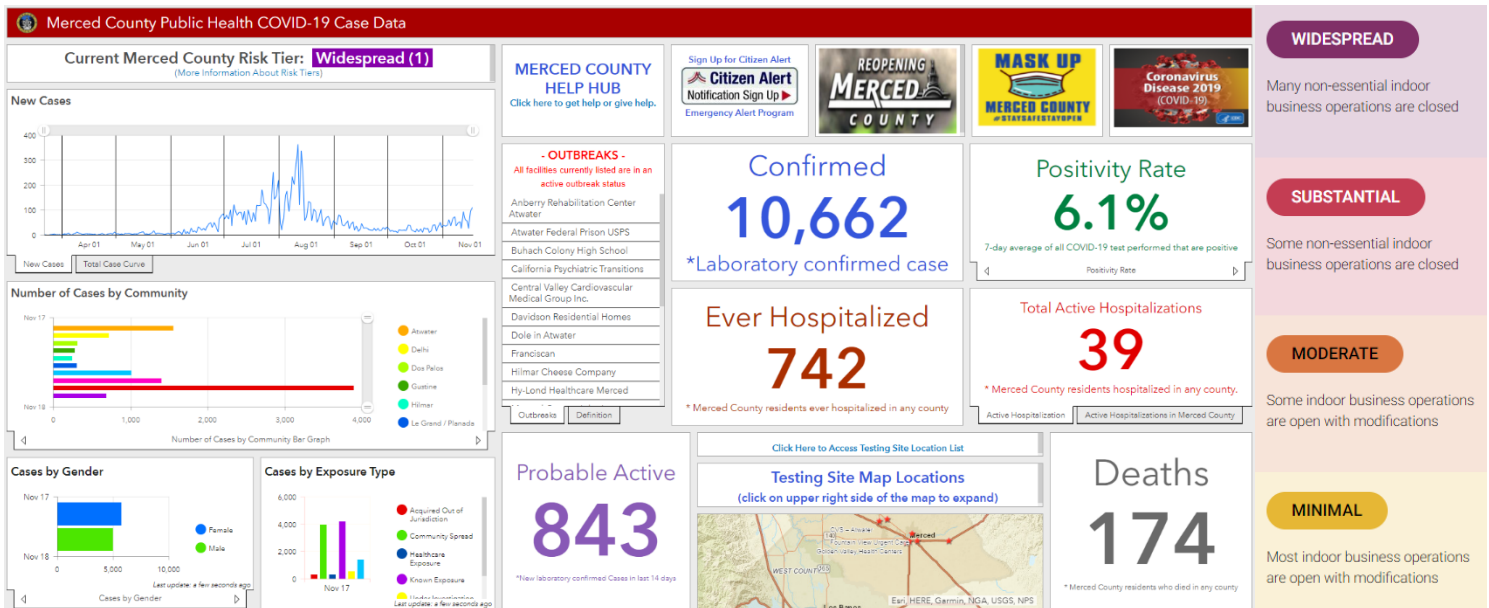 Merced County Public Health COVID-19 Case Data
Current Merced County Risk Tier: Widespread (1)
(More Information About Risk Tiers)
New Cases
400
300
200
100
0
Apr 01 May 01 Jun 01 Jul 01 Aug 01 Sep 01 Oct 01 Nov 01
New Cases Total Case Curve
Number of Cases by Community
Nov 17
Nov 18
0 1,000 2,000 3,000 4,000
Atwater
Delhi
Dos Palos
Gustine
Hilmar
Le Grand / Planada
Number of Cases by Community Bar Graph
Cases by Gender
Nov 17
Nov 18
0 5,000 10,000
Female
Male
Last update: a few seconds ago
Cases by Gender
Cases by Exposure Type
6,000
4,000
2,000
0
Nov 17
Acquired Out of
Jurisdiction
Community Spread
Healthcare
Exposure
Known Exposure
Under Investigation
Last update: a few seconds ago
MERCED COUNTY
HELP HUB
Click here to get help or give help.
Sign Up for Citizen Alert
Citizen Alert
Notification Sign Up
Emergency Alert Program
REOPENING
MERCED
COUNTY
MASK UP
MERCED COUNTY
#STAYSAFESTAYOPEN
Coronavirus
Disease 2019
(COVID-19)
CDC
- OUTBREAKS -
All facilities currently listed are in an
active outbreak status
Anberry Rehabilitation Center
Atwater
Atwater Federal Prison USPS
Buhach Colony High School
California Psychiatric Transitions
Central Valley Cardiovascular
Medical Group Inc.
Davidson Residential Homes
Dole in Atwater
Franciscan
Hilmar Cheese Company
Hy-Lond Healthcare Merced
Outbreaks Definition
Confirmed
10,662
*Laboratory confirmed case
Positivity Rate
6.1%
7-day average of all COVID-19 test performed that are positive
Positivity Rate
Ever Hospitalized
742
* Merced County residents ever hospitalized in any county
Total Active Hospitalizations
39
* Merced County residents hospitalized in any county.
Active Hospitalization Active Hospitalizations in Merced County
Probable Active
843
*New laboratory confirmed Cases in last 14 days
Click Here to Access Testing Site Location List
Testing Site Map Locations
(click on upper right side of the map to expand)
CVS - Atwater
Merced
Fountain View Urgent Care
Golden Valley Health Centers
WEST COUNTY
Los Banos
Esri, HERE, Garmin, NGA, USGS, NPS
Deaths
174
* Merced County residents who died in any county
WIDESPREAD
Many non-essential indoor
business operations are closed
SUBSTANTIAL
Some non-essential indoor
business operations are closed
MODERATE
Some indoor business operations
are open with modifications
MINIMAL
Most indoor business operations
are open with modifications